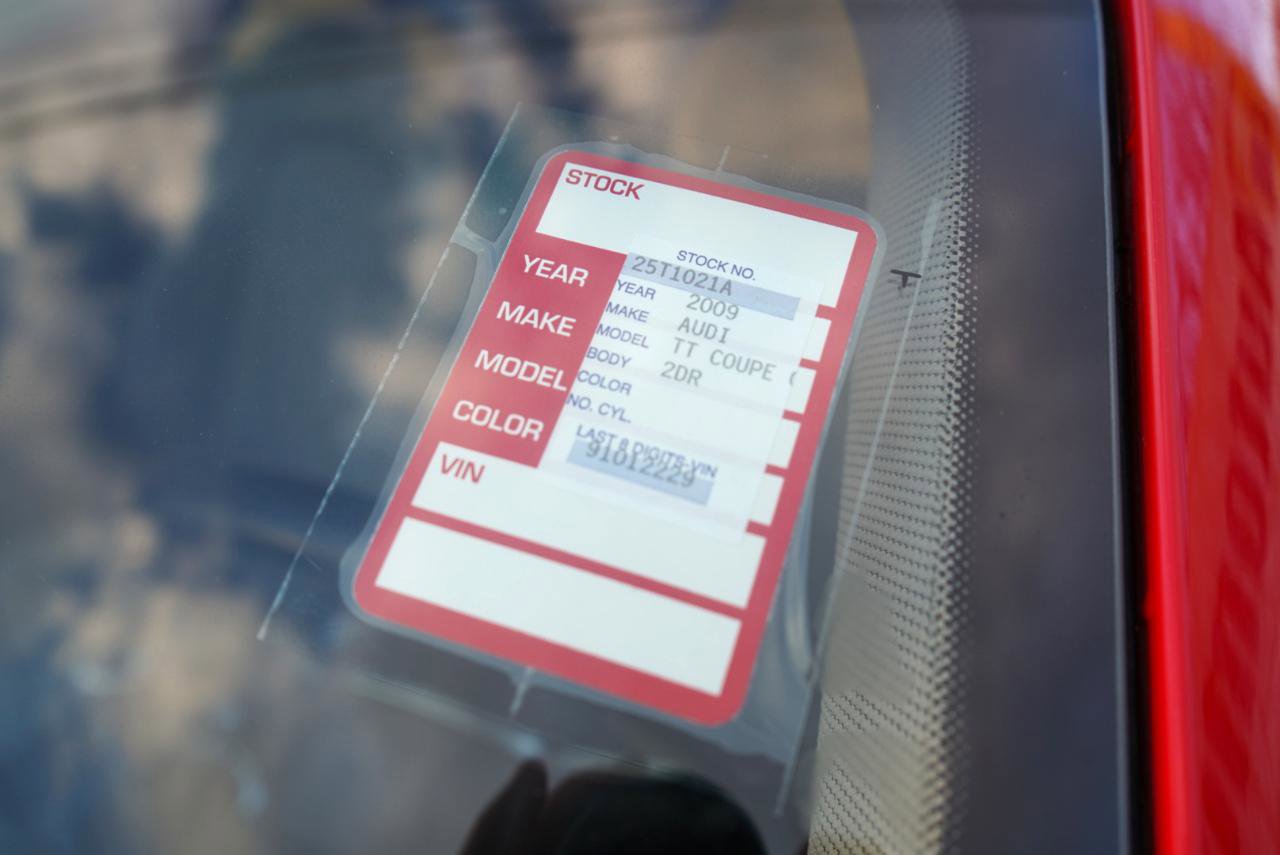 STOCK
STOCK NO.
25T1021A
YEAR
YEAR 2009
MAKE
MAKE AUDI
MODEL
MODEL TT COUPE
BODY 2DR
COLOR
COLOR
NO. CYL.
LAST 8 DIGITS VIN
91012229
VIN